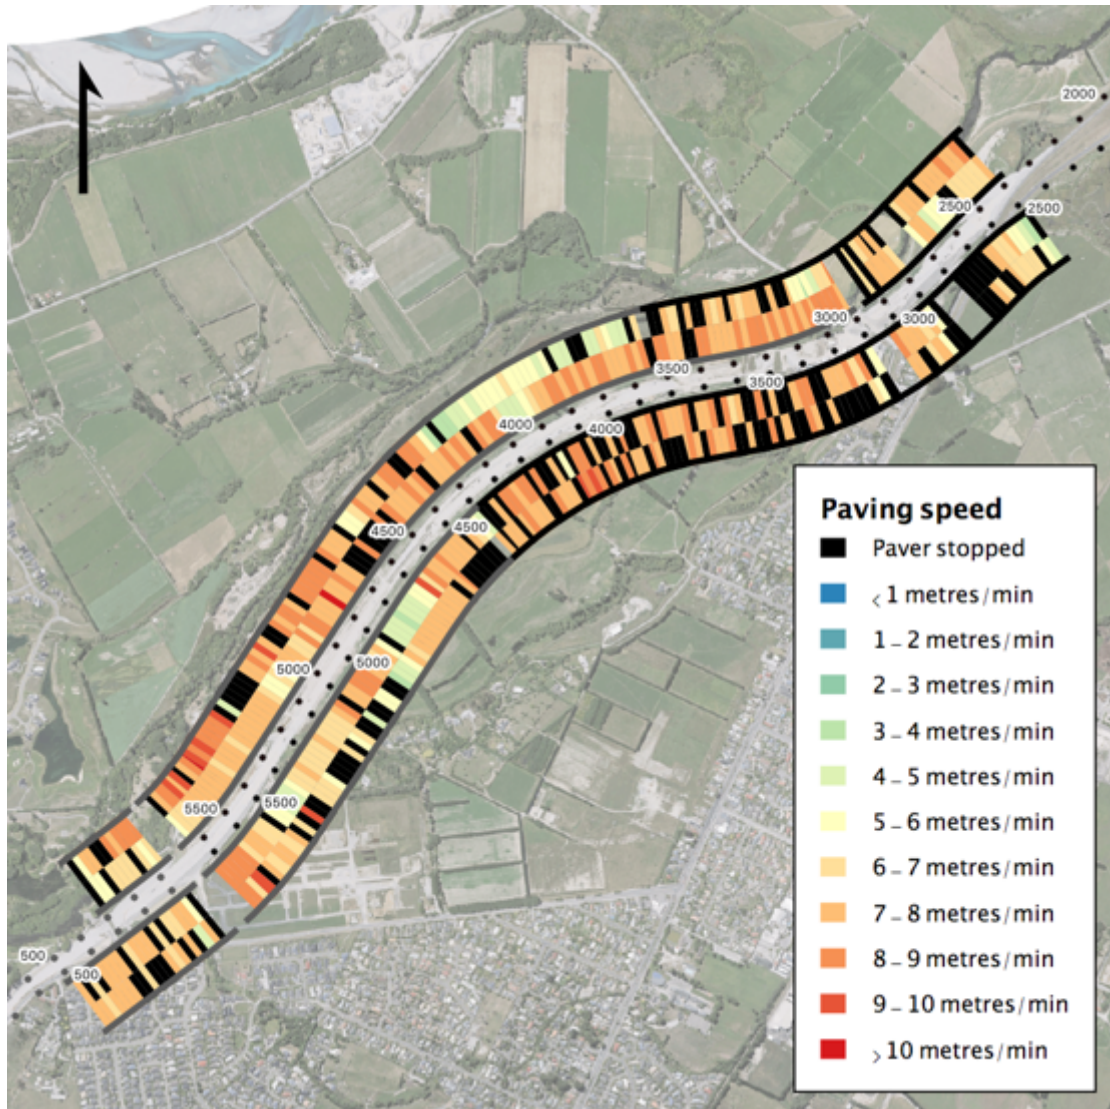 2000
2500
2500
3000
3000
3500
3500
4000
4000
4500
4500
5000
5000
5500
5500
500
500
Paving speed
Paver stopped
< 1 metres/min
1 – 2 metres/min
2 – 3 metres/min
3 – 4 metres/min
4 – 5 metres/min
5 – 6 metres/min
6 – 7 metres/min
7 – 8 metres/min
8 – 9 metres/min
9 – 10 metres/min
> 10 metres/min